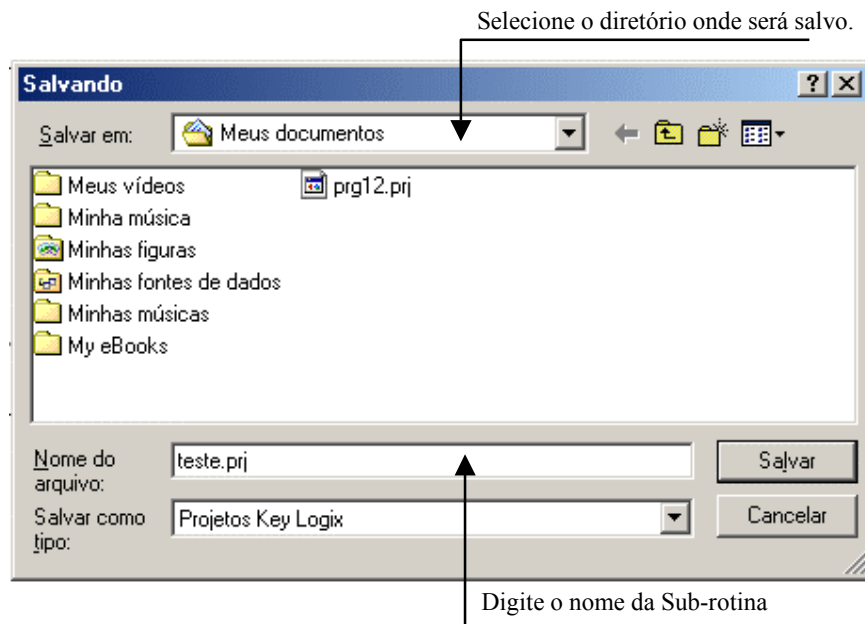 Selecione o diretório onde será salvo.
Salvando
Salvar em: Meus documentos
Meus vídeos prg12.prj
Minha música
Minhas figuras
Minhas fontes de dados
Minhas músicas
My eBooks
Nome do arquivo: teste.prj Salvar
Salvar como tipo: Projetos Key Logix Cancelar
Digite o nome da Sub-rotina